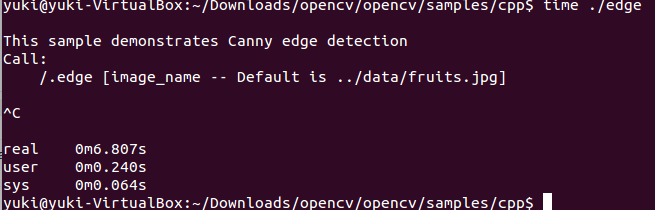 yuki@yuki-VirtualBox:~/Downloads/opencv/opencv/samples/cpp$ time ./edge
This sample demonstrates Canny edge detection
Call:
    /.edge [image_name -- Default is ../data/fruits.jpg]
^C
real    0m6.807s
user    0m0.240s
sys     0m0.064s
yuki@yuki-VirtualBox:~/Downloads/opencv/opencv/samples/cpp$